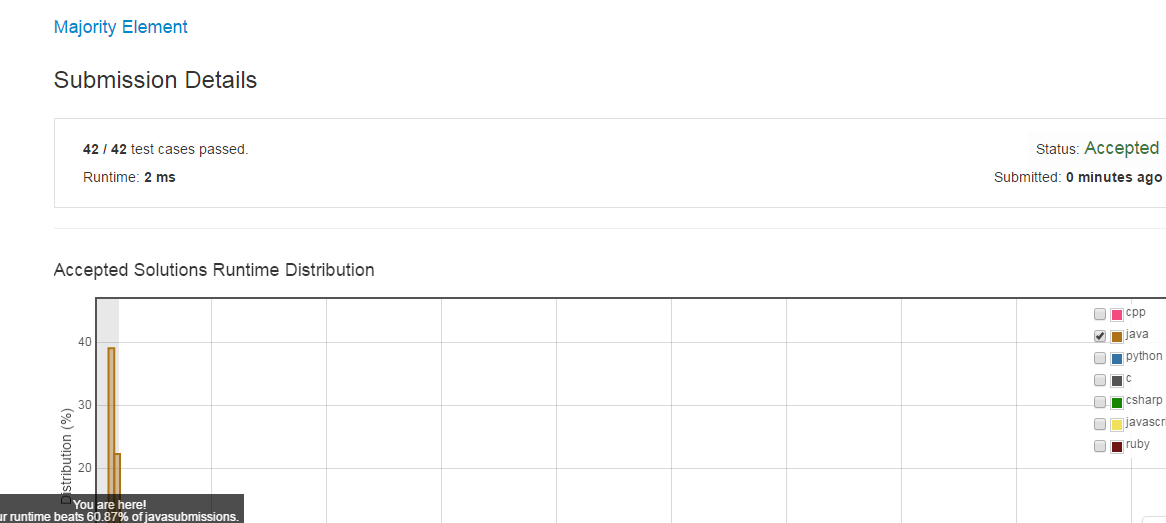 Majority Element
Submission Details
42 / 42 test cases passed.
Status: Accepted
Runtime: 2 ms
Submitted: 0 minutes ago
Accepted Solutions Runtime Distribution
cpp
java
python
c
csharp
javascri
ruby
40
30
20
Distribution (%)
You are here!
ur runtime beats 60.87% of javasubmissions.